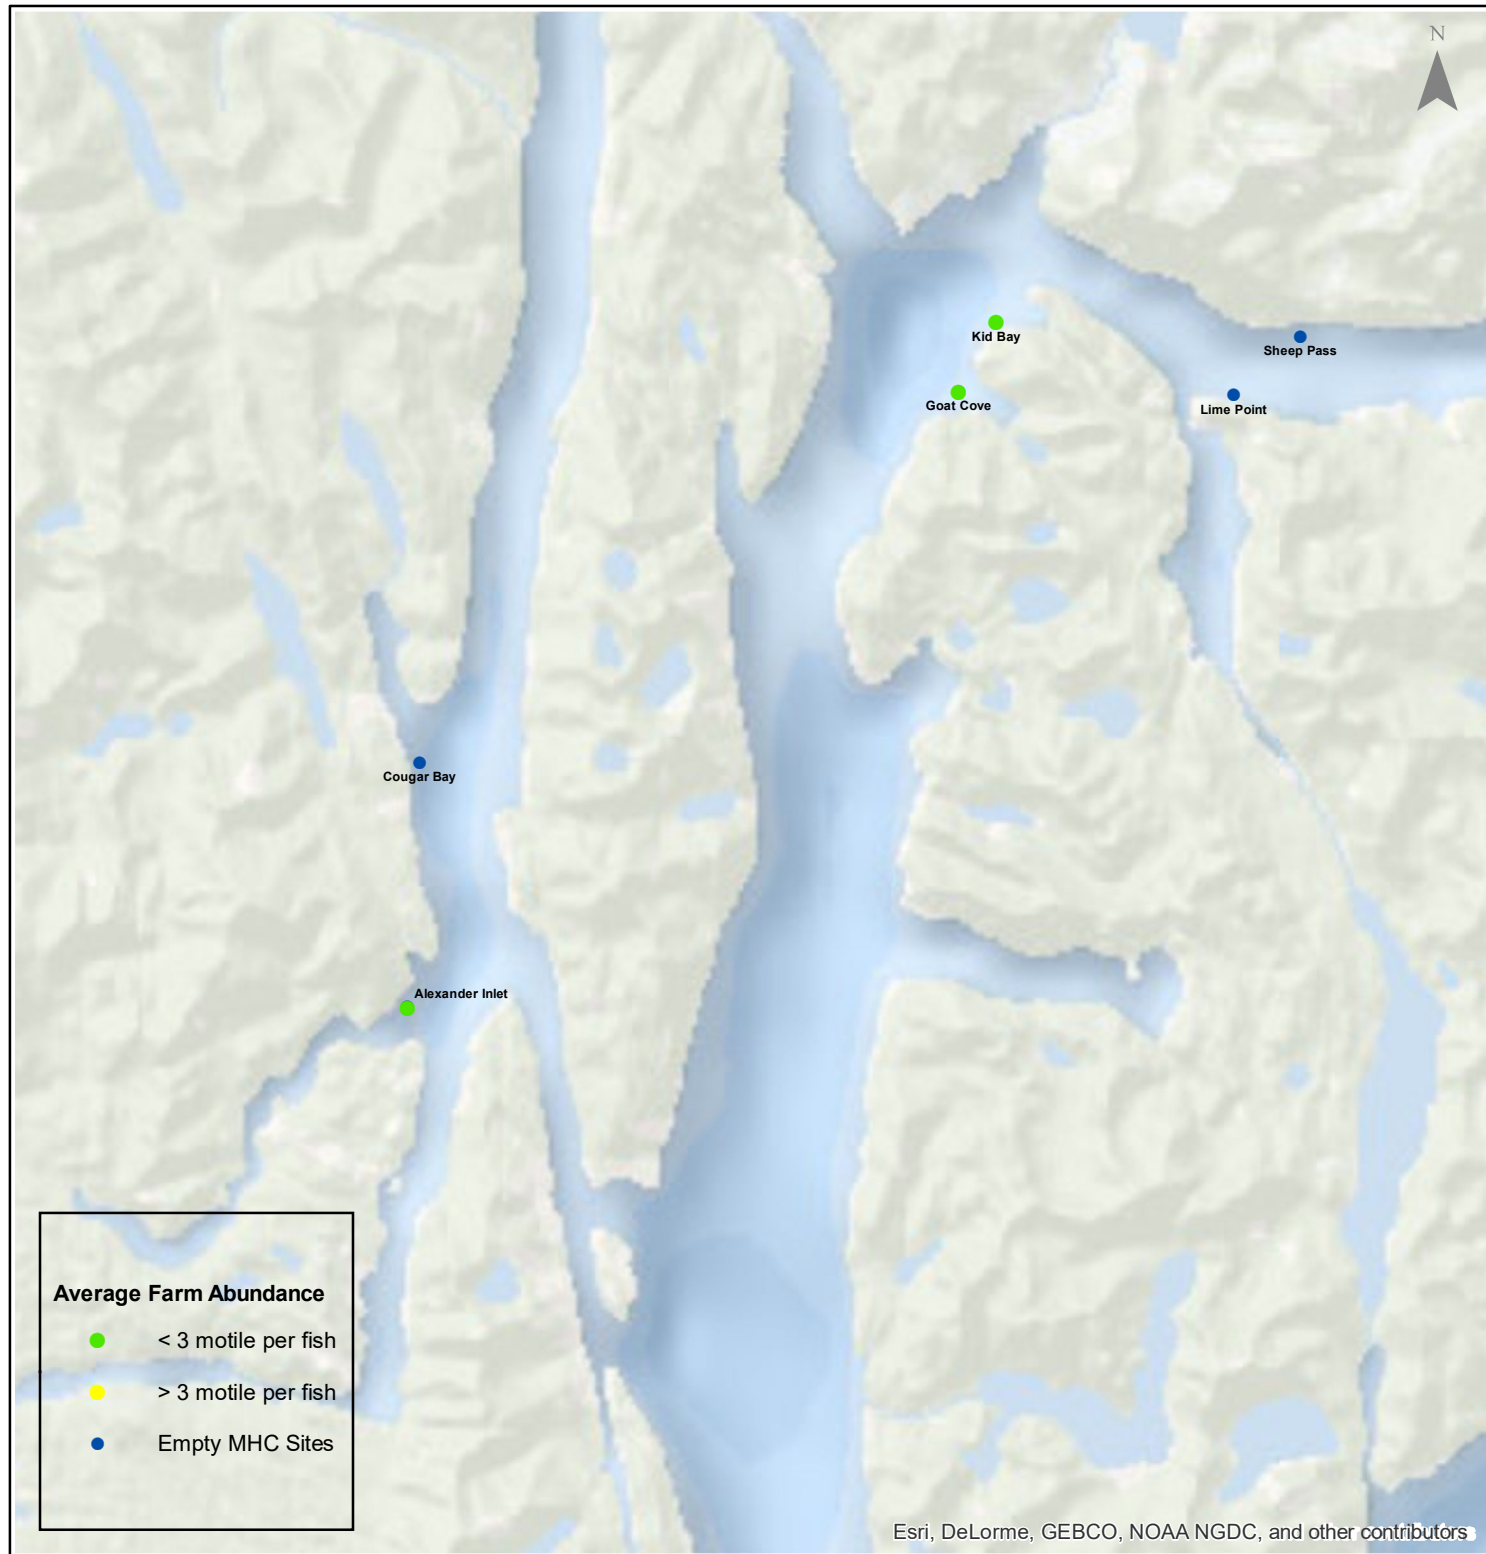 N
Kid Bay
Sheep Pass
Goat Cove
Lime Point
Cougar Bay
Alexander Inlet
Average Farm Abundance
< 3 motile per fish
> 3 motile per fish
Empty MHC Sites
Esri, DeLorme, GEBCO, NOAA NGDC, and other contributors